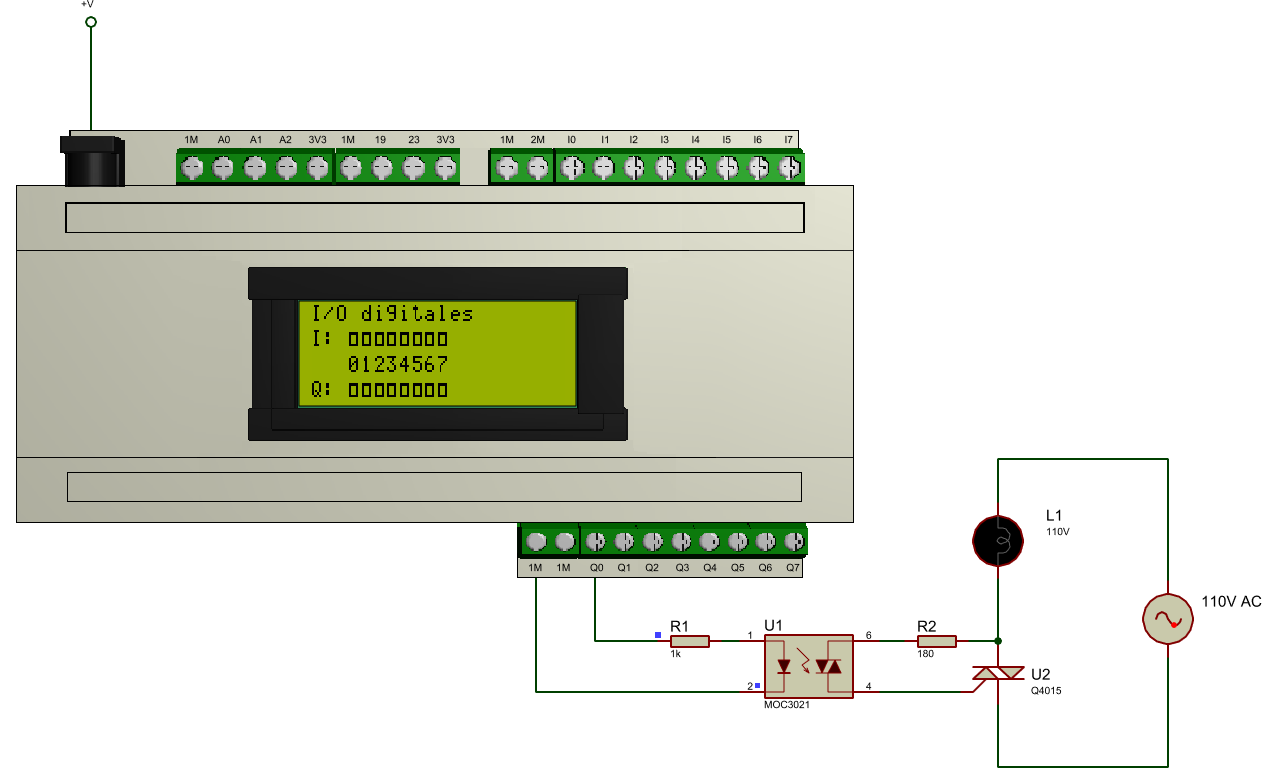 +V
1M A0 A1 A2 3V3 1M 19 23 3V3 1M 2M I0 I1 I2 I3 I4 I5 I6 I7
I/O digitales
I: 00000000
01234567
Q: 00000000
1M 1M Q0 Q1 Q2 Q3 Q4 Q5 Q6 Q7
L1
110V
110V AC
R1
1k
U1
1
2
6
4
MOC3021
R2
180
U2
Q4015